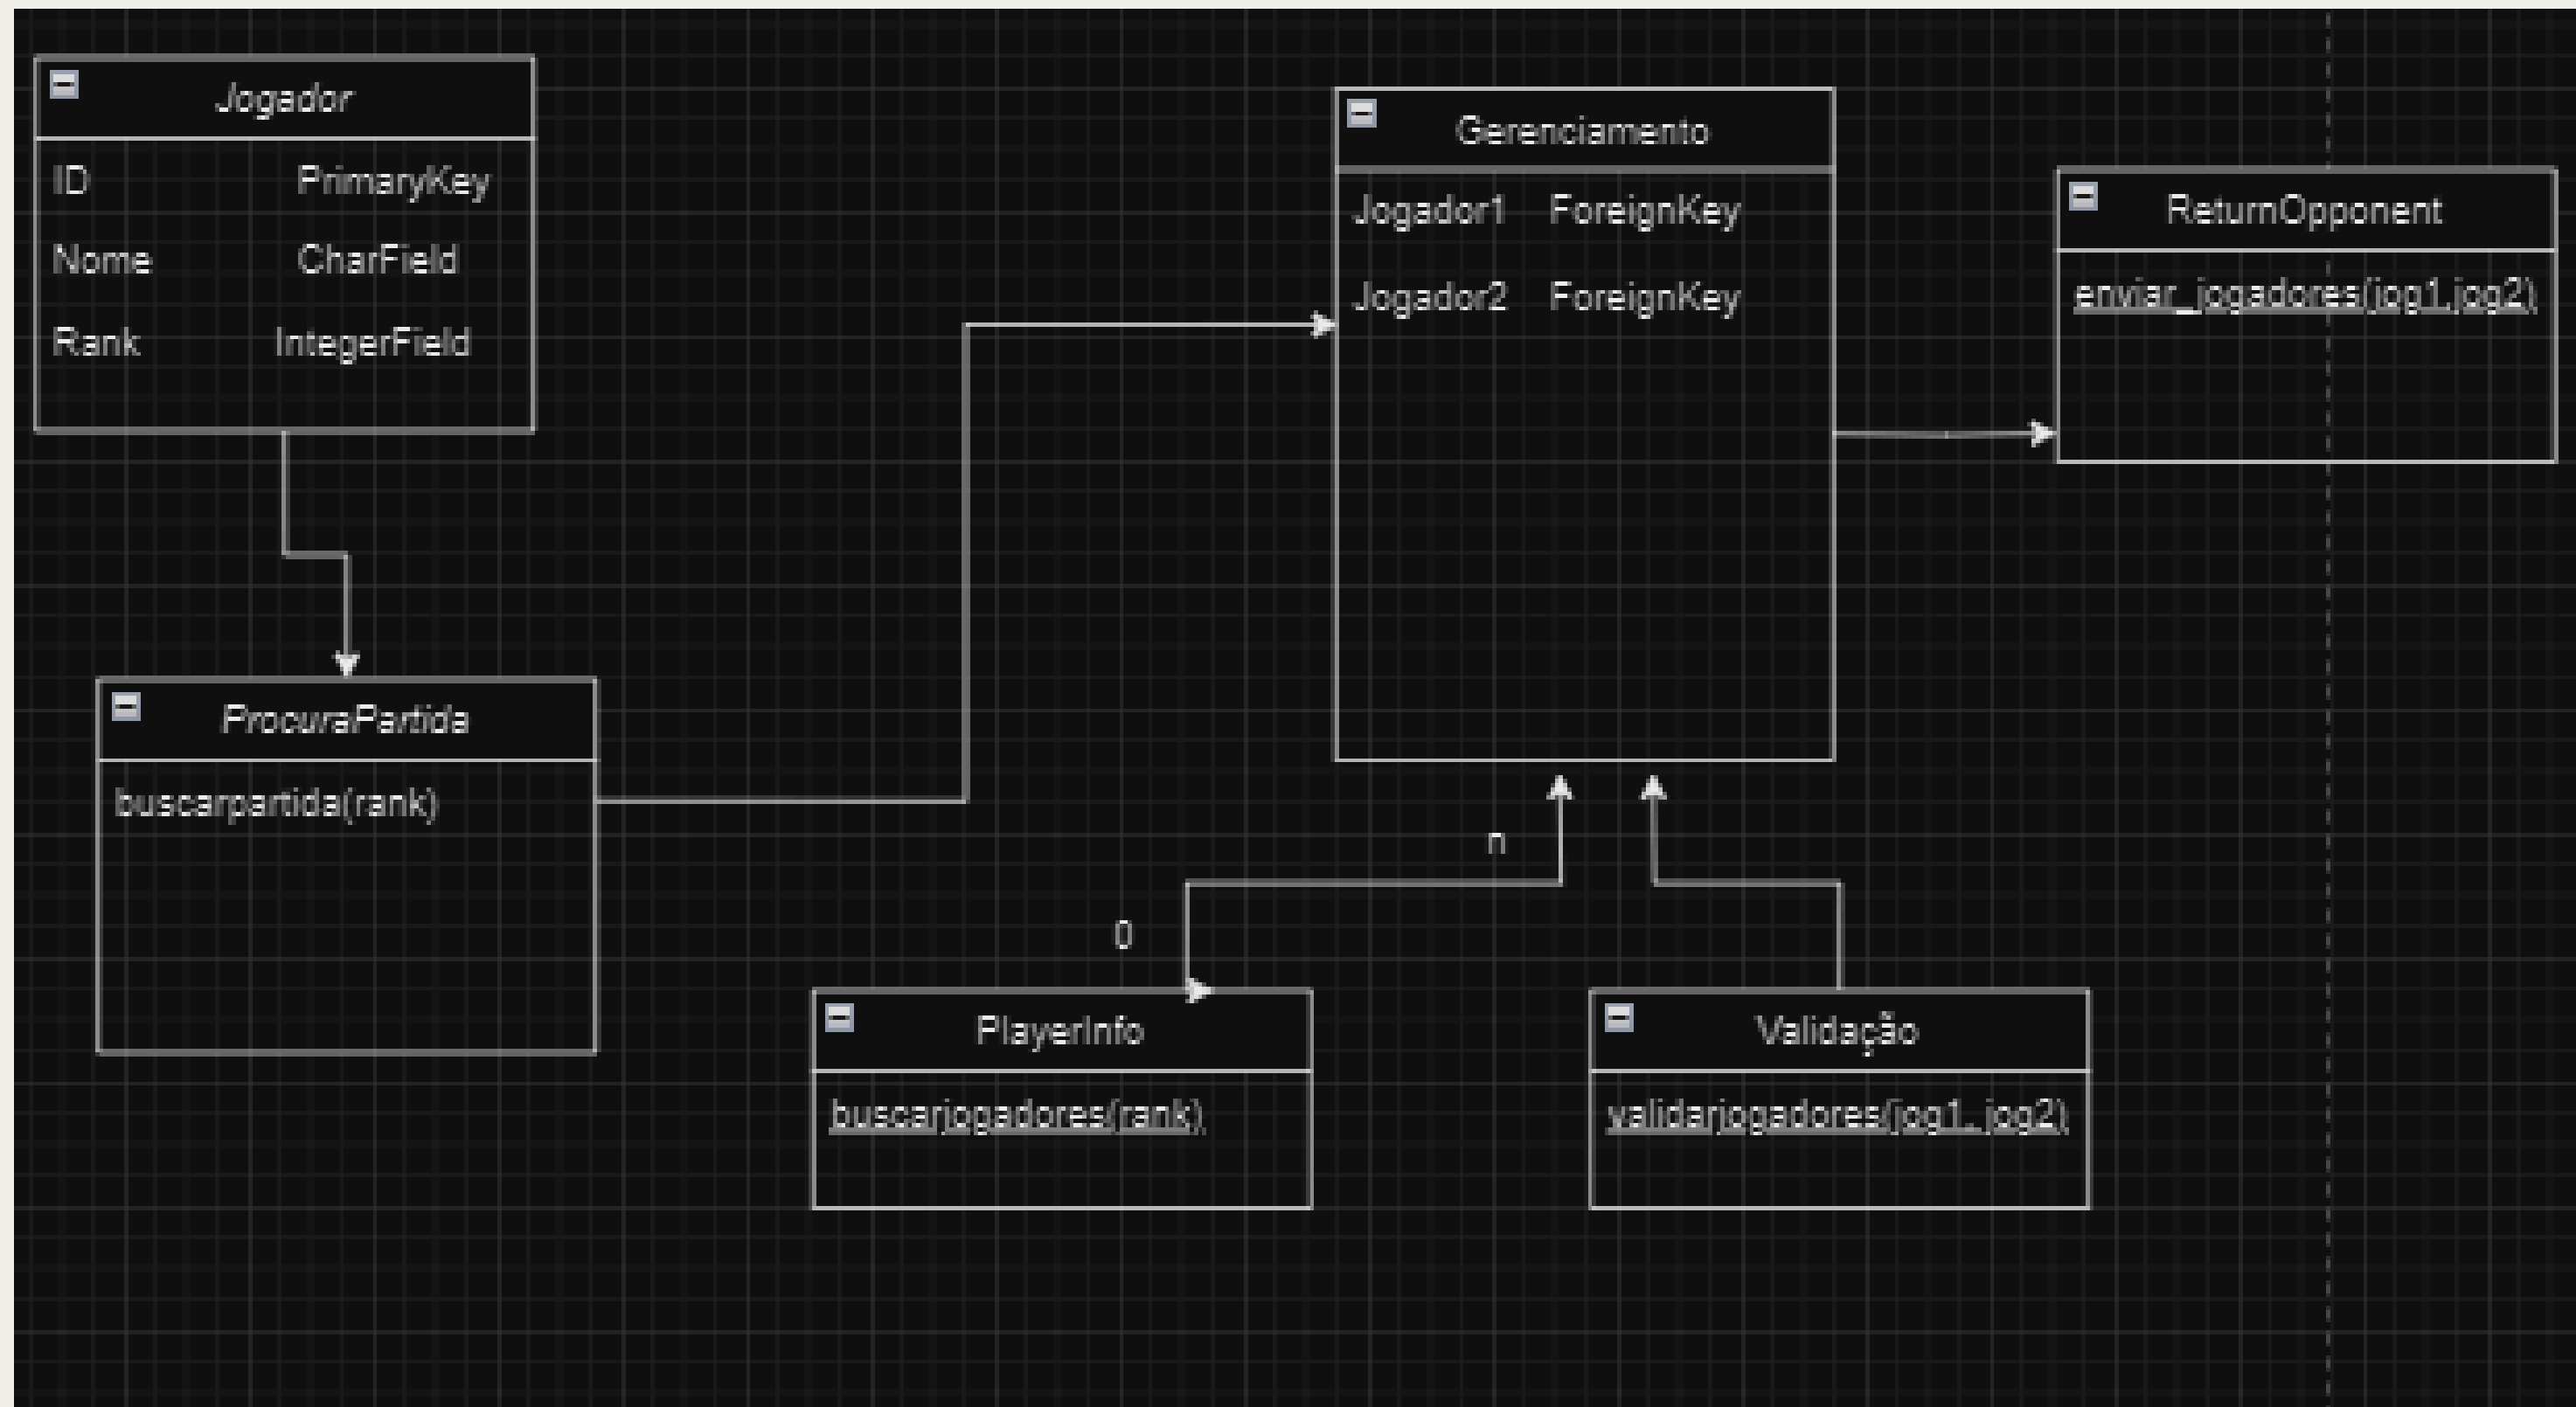 Jogador
ID PrimaryKey
Nome CharField
Rank IntegerField
Gerenciamento
Jogador1 ForeignKey
Jogador2 ForeignKey
ReturnOpponent
enviar_jogadores(jog1,jog2)
ProcuraPartida
buscarpartida(rank)
n
0
PlayerInfo
buscarjogadores(rank)
Validação
validarjogadores(jog1, jog2)